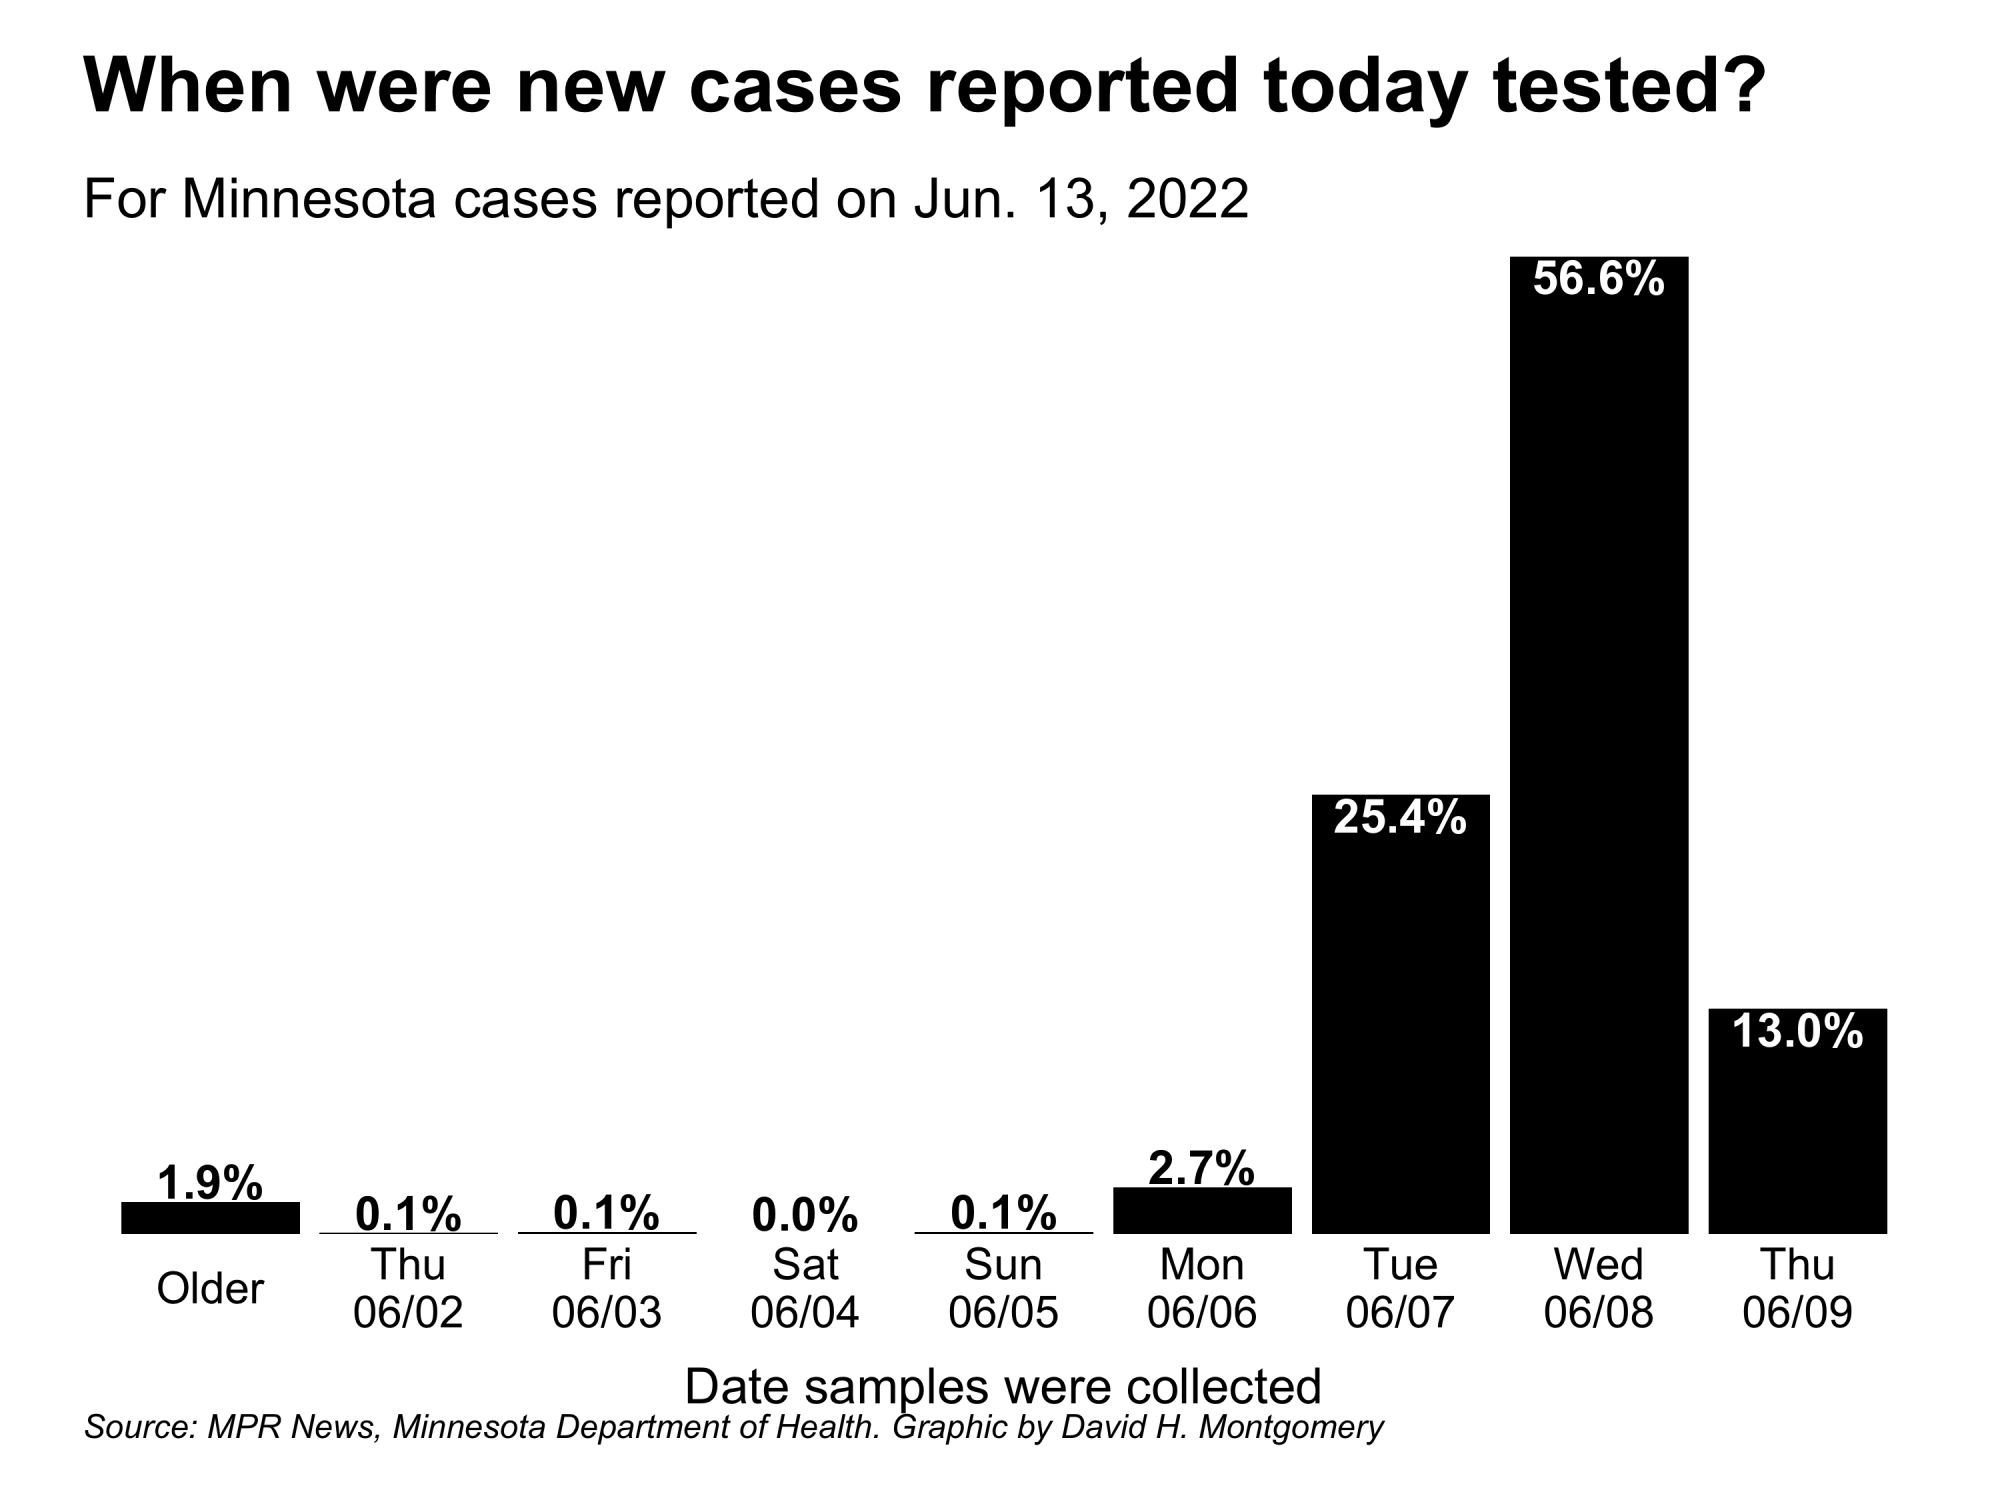 When were new cases reported today tested?
For Minnesota cases reported on Jun. 13, 2022
56.6%
25.4%
13.0%
2.7%
1.9%
0.1%
0.1%
0.0%
0.1%
Older
Thu
06/02
Fri
06/03
Sat
06/04
Sun
06/05
Mon
06/06
Tue
06/07
Wed
06/08
Thu
06/09
Date samples were collected
Source: MPR News, Minnesota Department of Health. Graphic by David H. Montgomery